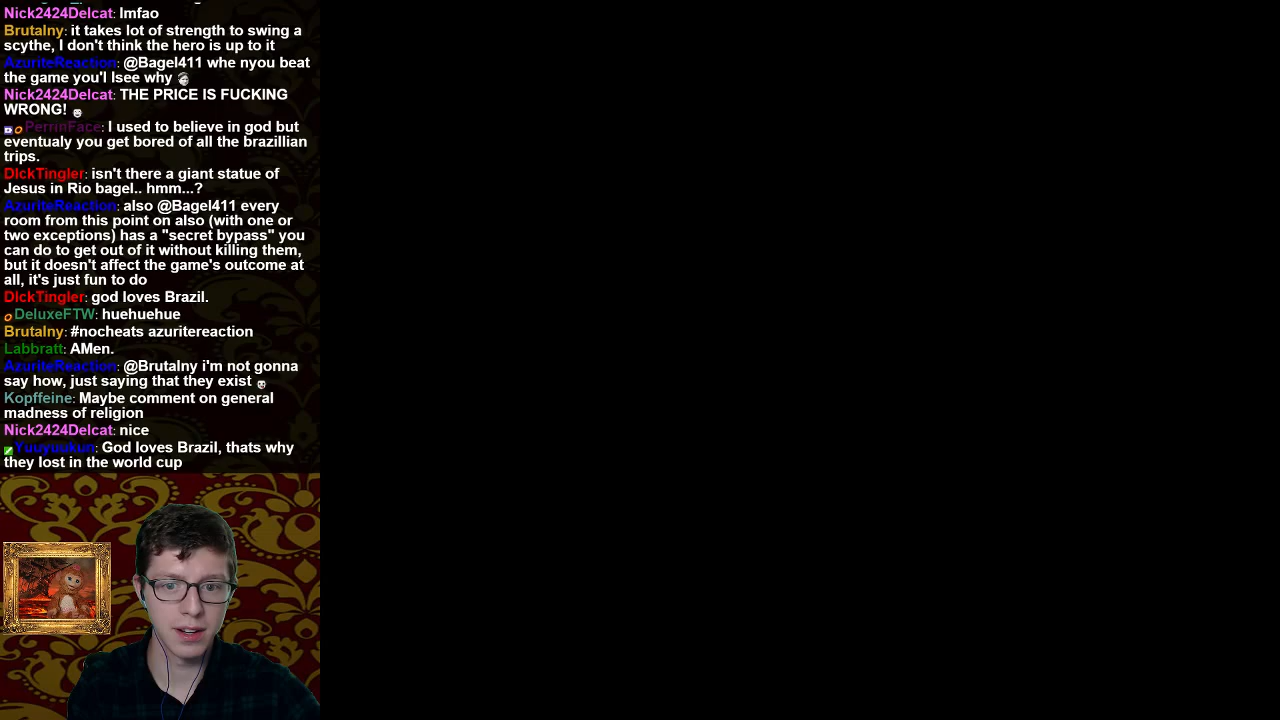 Nick2424Delcat: lmfao
Brutalny: it takes lot of strength to swing a
scythe, I don't think the hero is up to it
AzuriteReaction: @Bagel411 whe nyou beat
the game you'l lsee why
Nick2424Delcat: THE PRICE IS FUCKING
WRONG!
PerrinFace: I used to believe in god but
eventualy you get bored of all the brazillian
trips.
DIckTingler: isn't there a giant statue of
Jesus in Rio bagel.. hmm...?
AzuriteReaction: also @Bagel411 every
room from this point on also (with one or
two exceptions) has a "secret bypass" you
can do to get out of it without killing them,
but it doesn't affect the game's outcome at
all, it's just fun to do
DIckTingler: god loves Brazil.
DeluxeFTW: huehuehue
Brutalny: #nocheats azuritereaction
Labbratt: AMen.
AzuriteReaction: @Brutalny i'm not gonna
say how, just saying that they exist
Kopffeine: Maybe comment on general
madness of religion
Nick2424Delcat: nice
Yuuyuukun: God loves Brazil, thats why
they lost in the world cup